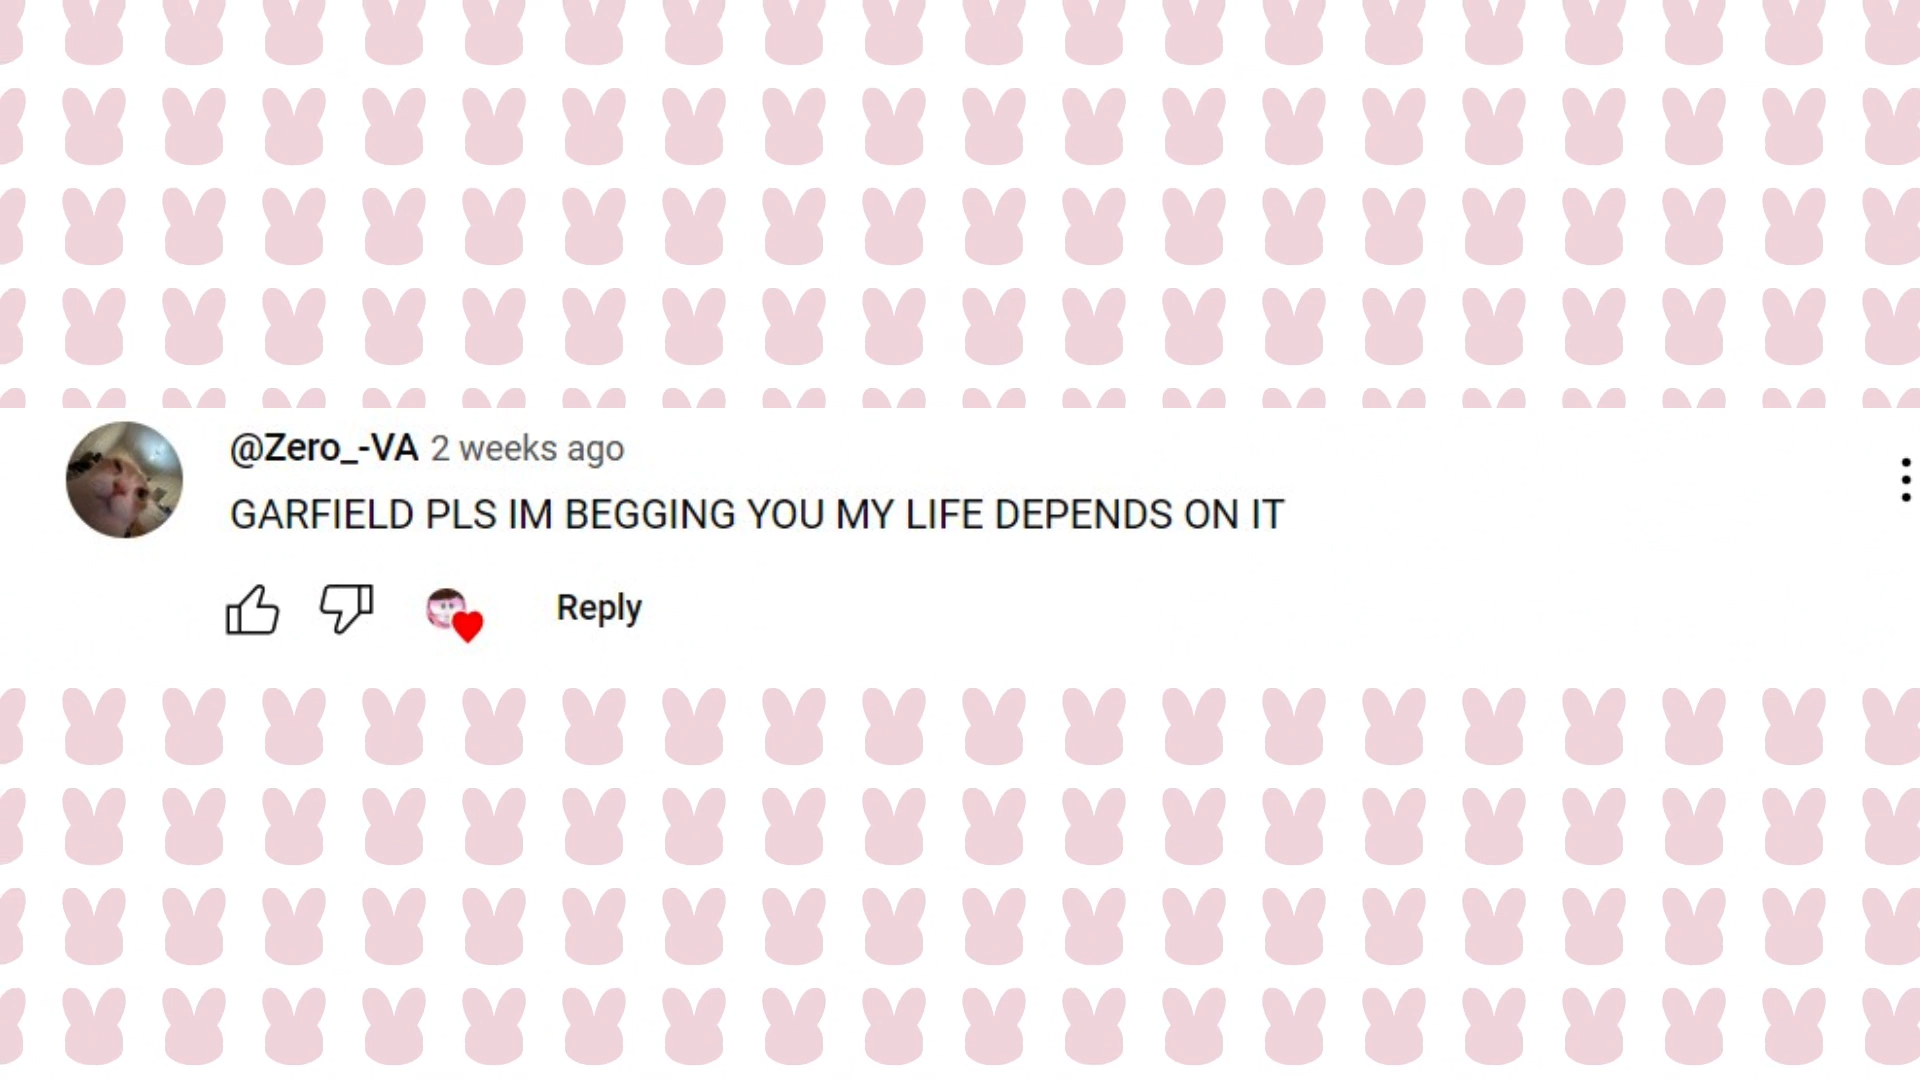 @Zero_-VA 2 weeks ago
GARFIELD PLS IM BEGGING YOU MY LIFE DEPENDS ON IT
Reply